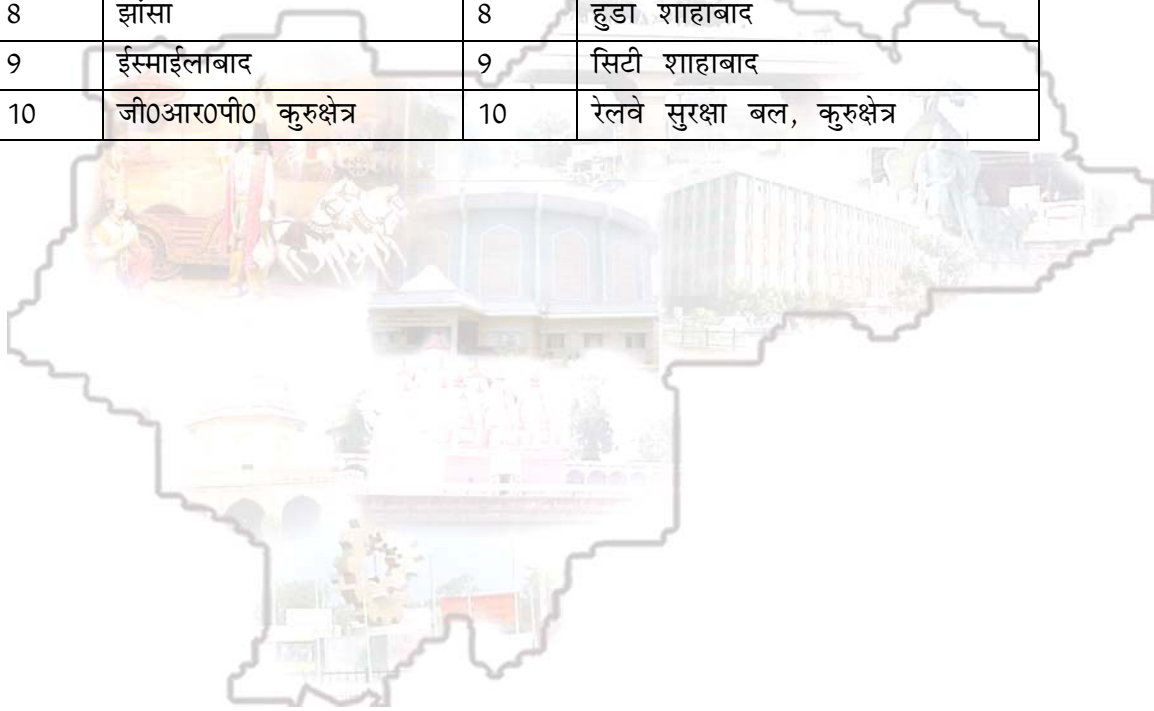 8 झांसा 8 हुडा शाहाबाद
9 ईस्माईलाबाद 9 सिटी शाहाबाद
10 जी0आर0पी0 कुरुक्षेत्र 10 रेलवे सुरक्षा बल, कुरुक्षेत्र